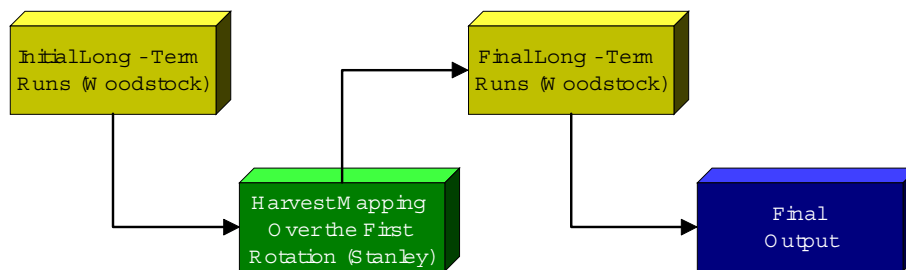 Initial Long - Term
Runs (Woodstock)
Harvest Mapping
Over the First
Rotation (Stanley)
Final Long - Term
Runs (Woodstock)
Final
Output